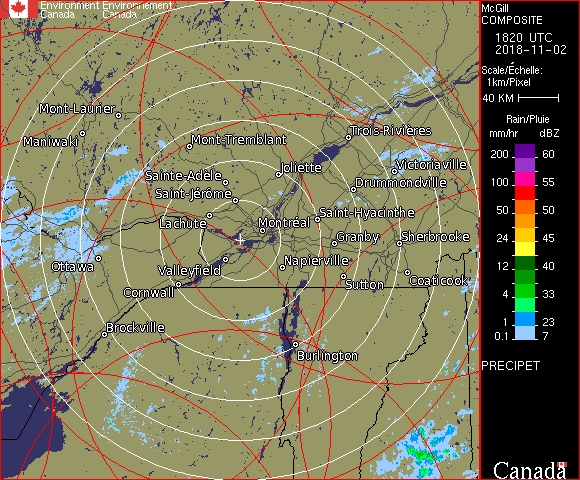 Environment Environnement
Canada Canada
McGill
COMPOSITE
1820 UTC
2018-11-02
Scale/Échelle:
1km/Pixel
40 KM
Rain/Pluie
mm/hr dBZ
200 60
100 55
50 50
24 45
12 40
4 33
1 23
0.1 7
PRECIPET
Canada
Mont-Laurier
Maniwaki
Mont-Tremblant
Trois-Rivières
Sainte-Adèle
Joliette
Victoriaville
Saint-Jérôme
Drummondville
Lachute
Montréal
Saint-Hyacinthe
Granby
Sherbrooke
Ottawa
Valleyfield
Napierville
Cornwall
Sutton
Coaticook
Brockville
Burlington